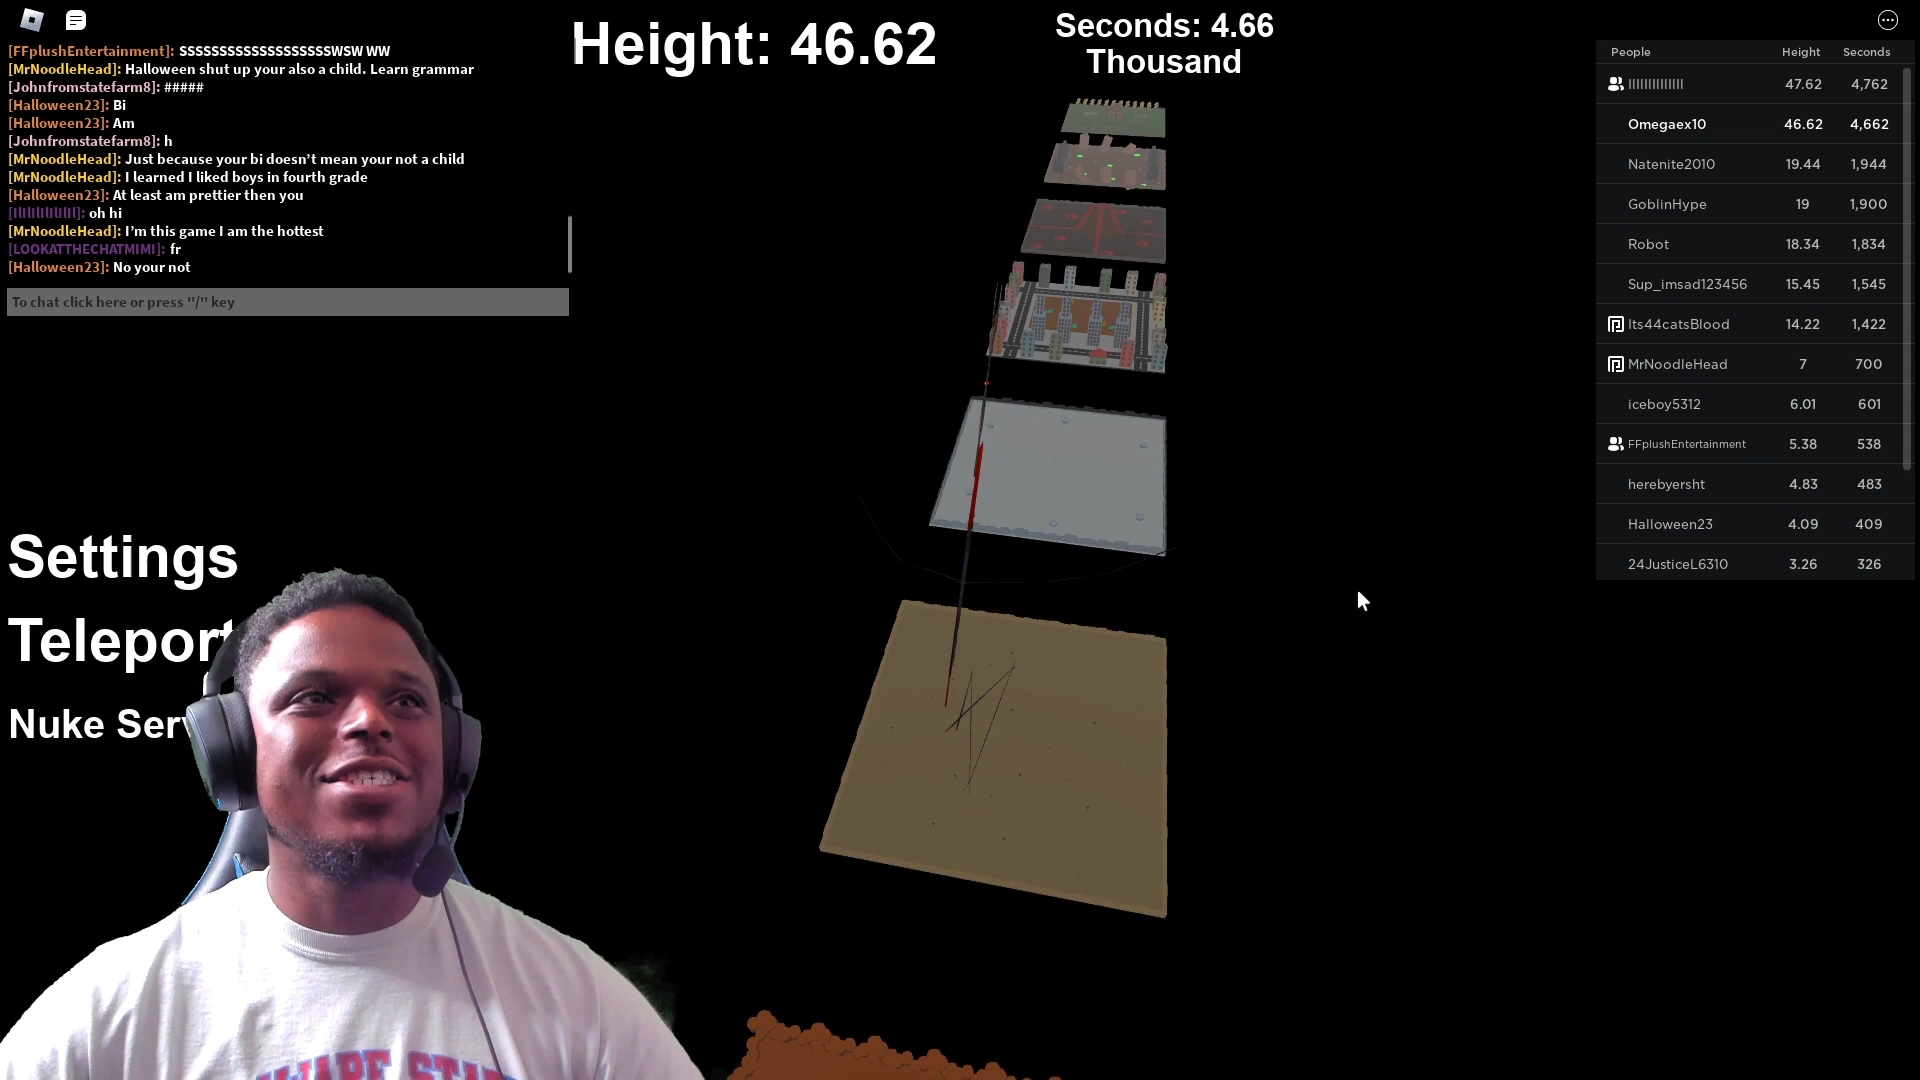 [FFplushEntertainment]: SSSSSSSSSSSSSSSSSSSWSW WW
[MrNoodleHead]: Halloween shut up your also a child. Learn grammar
[Johnfromstatefarm8]: #####
[Halloween23]: Bi
[Halloween23]: Am
[Johnfromstatefarm8]: h
[MrNoodleHead]: Just because your bi doesn’t mean your not a child
[MrNoodleHead]: I learned I liked boys in fourth grade
[Halloween23]: At least am prettier then you
oh hi
[MrNoodleHead]: I’m this game I am the hottest
[LOOKATTHECHATMIMI]: fr
[Halloween23]: No your not
To chat click here or press "/" key
Height: 46.62
Seconds: 4.66
Thousand
People Height Seconds
47.62 4,762
Omegaex10 46.62 4,662
Natenite2010 19.44 1,944
GoblinHype 19 1,900
Robot 18.34 1,834
Sup_imsad123456 15.45 1,545
Its44catsBlood 14.22 1,422
MrNoodleHead 7 700
iceboy5312 6.01 601
FFplushEntertainment 5.38 538
herebyersht 4.83 483
Halloween23 4.09 409
24JusticeL6310 3.26 326
Settings
Teleport
Nuke Serv